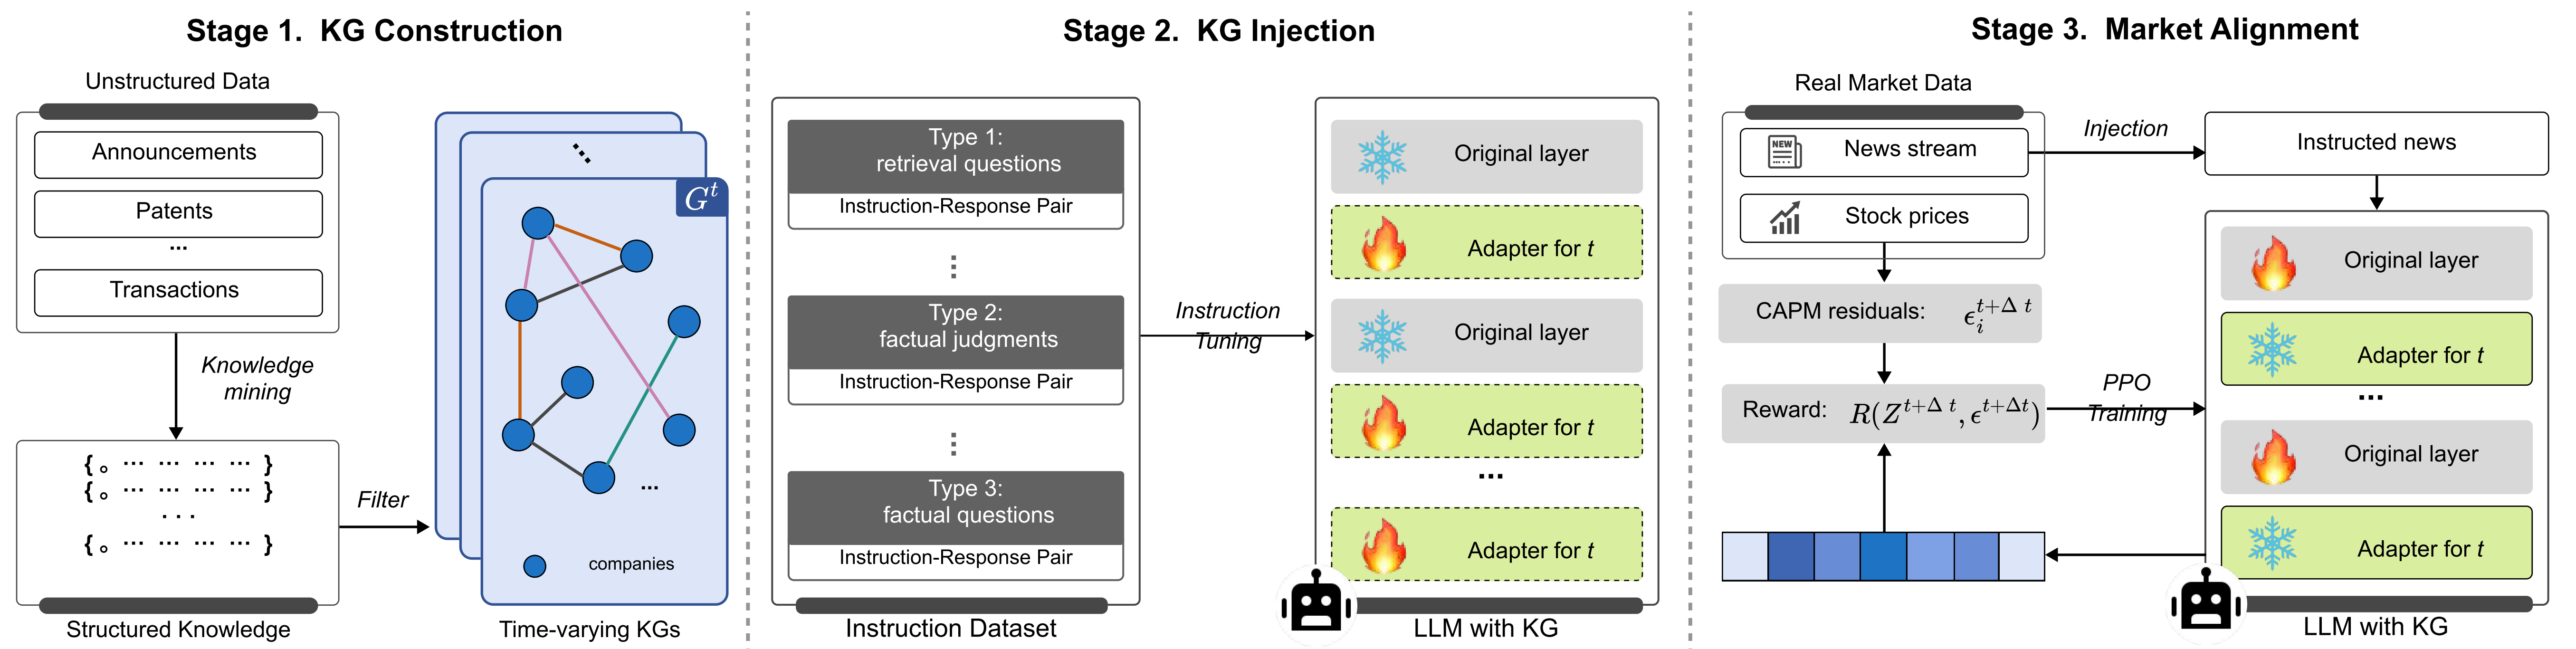 Stage 1. KG Construction
Unstructured Data
Announcements
Patents
...
Transactions
Knowledge
mining
{ 。 ... ... ... ... }
{ 。 ... ... ... ... }
...
{ 。 ... ... ... ... }
Structured Knowledge
Filter
G^t
...
companies
Time-varying KGs
Stage 2. KG Injection
Type 1:
retrieval questions
Instruction-Response Pair
Type 2:
factual judgments
Instruction-Response Pair
Type 3:
factual questions
Instruction-Response Pair
Instruction Dataset
Instruction
Tuning
Original layer
Adapter for t
Original layer
Adapter for t
...
Adapter for t
LLM with KG
Stage 3. Market Alignment
Real Market Data
NEW
News stream
Stock prices
Injection
Instructed news
CAPM residuals: ϵ_i^{t+Δ t}
Reward: R(Z^{t+Δ t}, ϵ^{t+Δt})
PPO
Training
Original layer
Adapter for t
...
Original layer
Adapter for t
LLM with KG